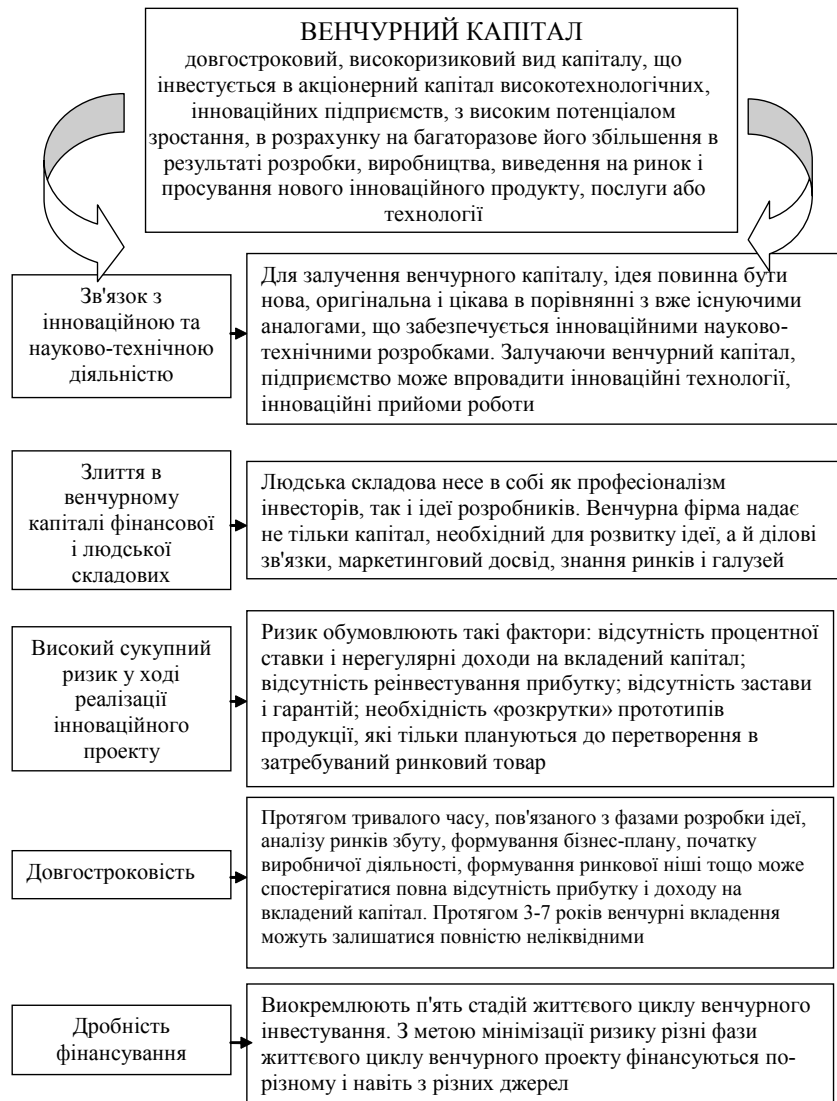 ВЕНЧУРНИЙ КАПІТАЛ
довгостроковий, високоризиковий вид капіталу, що
інвестується в акціонерний капітал високотехнологічних,
інноваційних підприємств, з високим потенціалом
зростання, в розрахунку на багаторазове його збільшення в
результаті розробки, виробництва, виведення на ринок і
просування нового інноваційного продукту, послуги або
технології
Зв'язок з
інноваційною та
науково-технічною
діяльністю
Для залучення венчурного капіталу, ідея повинна бути
нова, оригінальна і цікава в порівнянні з вже існуючими
аналогами, що забезпечується інноваційними науково-
технічними розробками. Залучаючи венчурний капітал,
підприємство може впровадити інноваційні технології,
інноваційні прийоми роботи
Злиття в
венчурному
капіталі фінансової
і людської
складових
Людська складова несе в собі як професіоналізм
інвесторів, так і ідеї розробників. Венчурна фірма надає
не тільки капітал, необхідний для розвитку ідеї, а й ділові
зв'язки, маркетинговий досвід, знання ринків і галузей
Високий сукупний
ризик у ході
реалізації
інноваційного
проекту
Ризик обумовлюють такі фактори: відсутність процентної
ставки і нерегулярні доходи на вкладений капітал;
відсутність реінвестування прибутку; відсутність застави
і гарантій; необхідність «розкрутки» прототипів
продукції, які тільки плануються до перетворення в
затребуваний ринковий товар
Довгостроковість
Протягом тривалого часу, пов'язаного з фазами розробки ідеї,
аналізу ринків збуту, формування бізнес-плану, початку
виробничої діяльності, формування ринкової ніші тощо може
спостерігатися повна відсутність прибутку і доходу на
вкладений капітал. Протягом 3-7 років венчурні вкладення
можуть залишатися повністю неліквідними
Дробність
фінансування
Виокремлюють п'ять стадій життєвого циклу венчурного
інвестування. З метою мінімізації ризику різні фази
життєвого циклу венчурного проекту фінансуються по-
різному і навіть з різних джерел